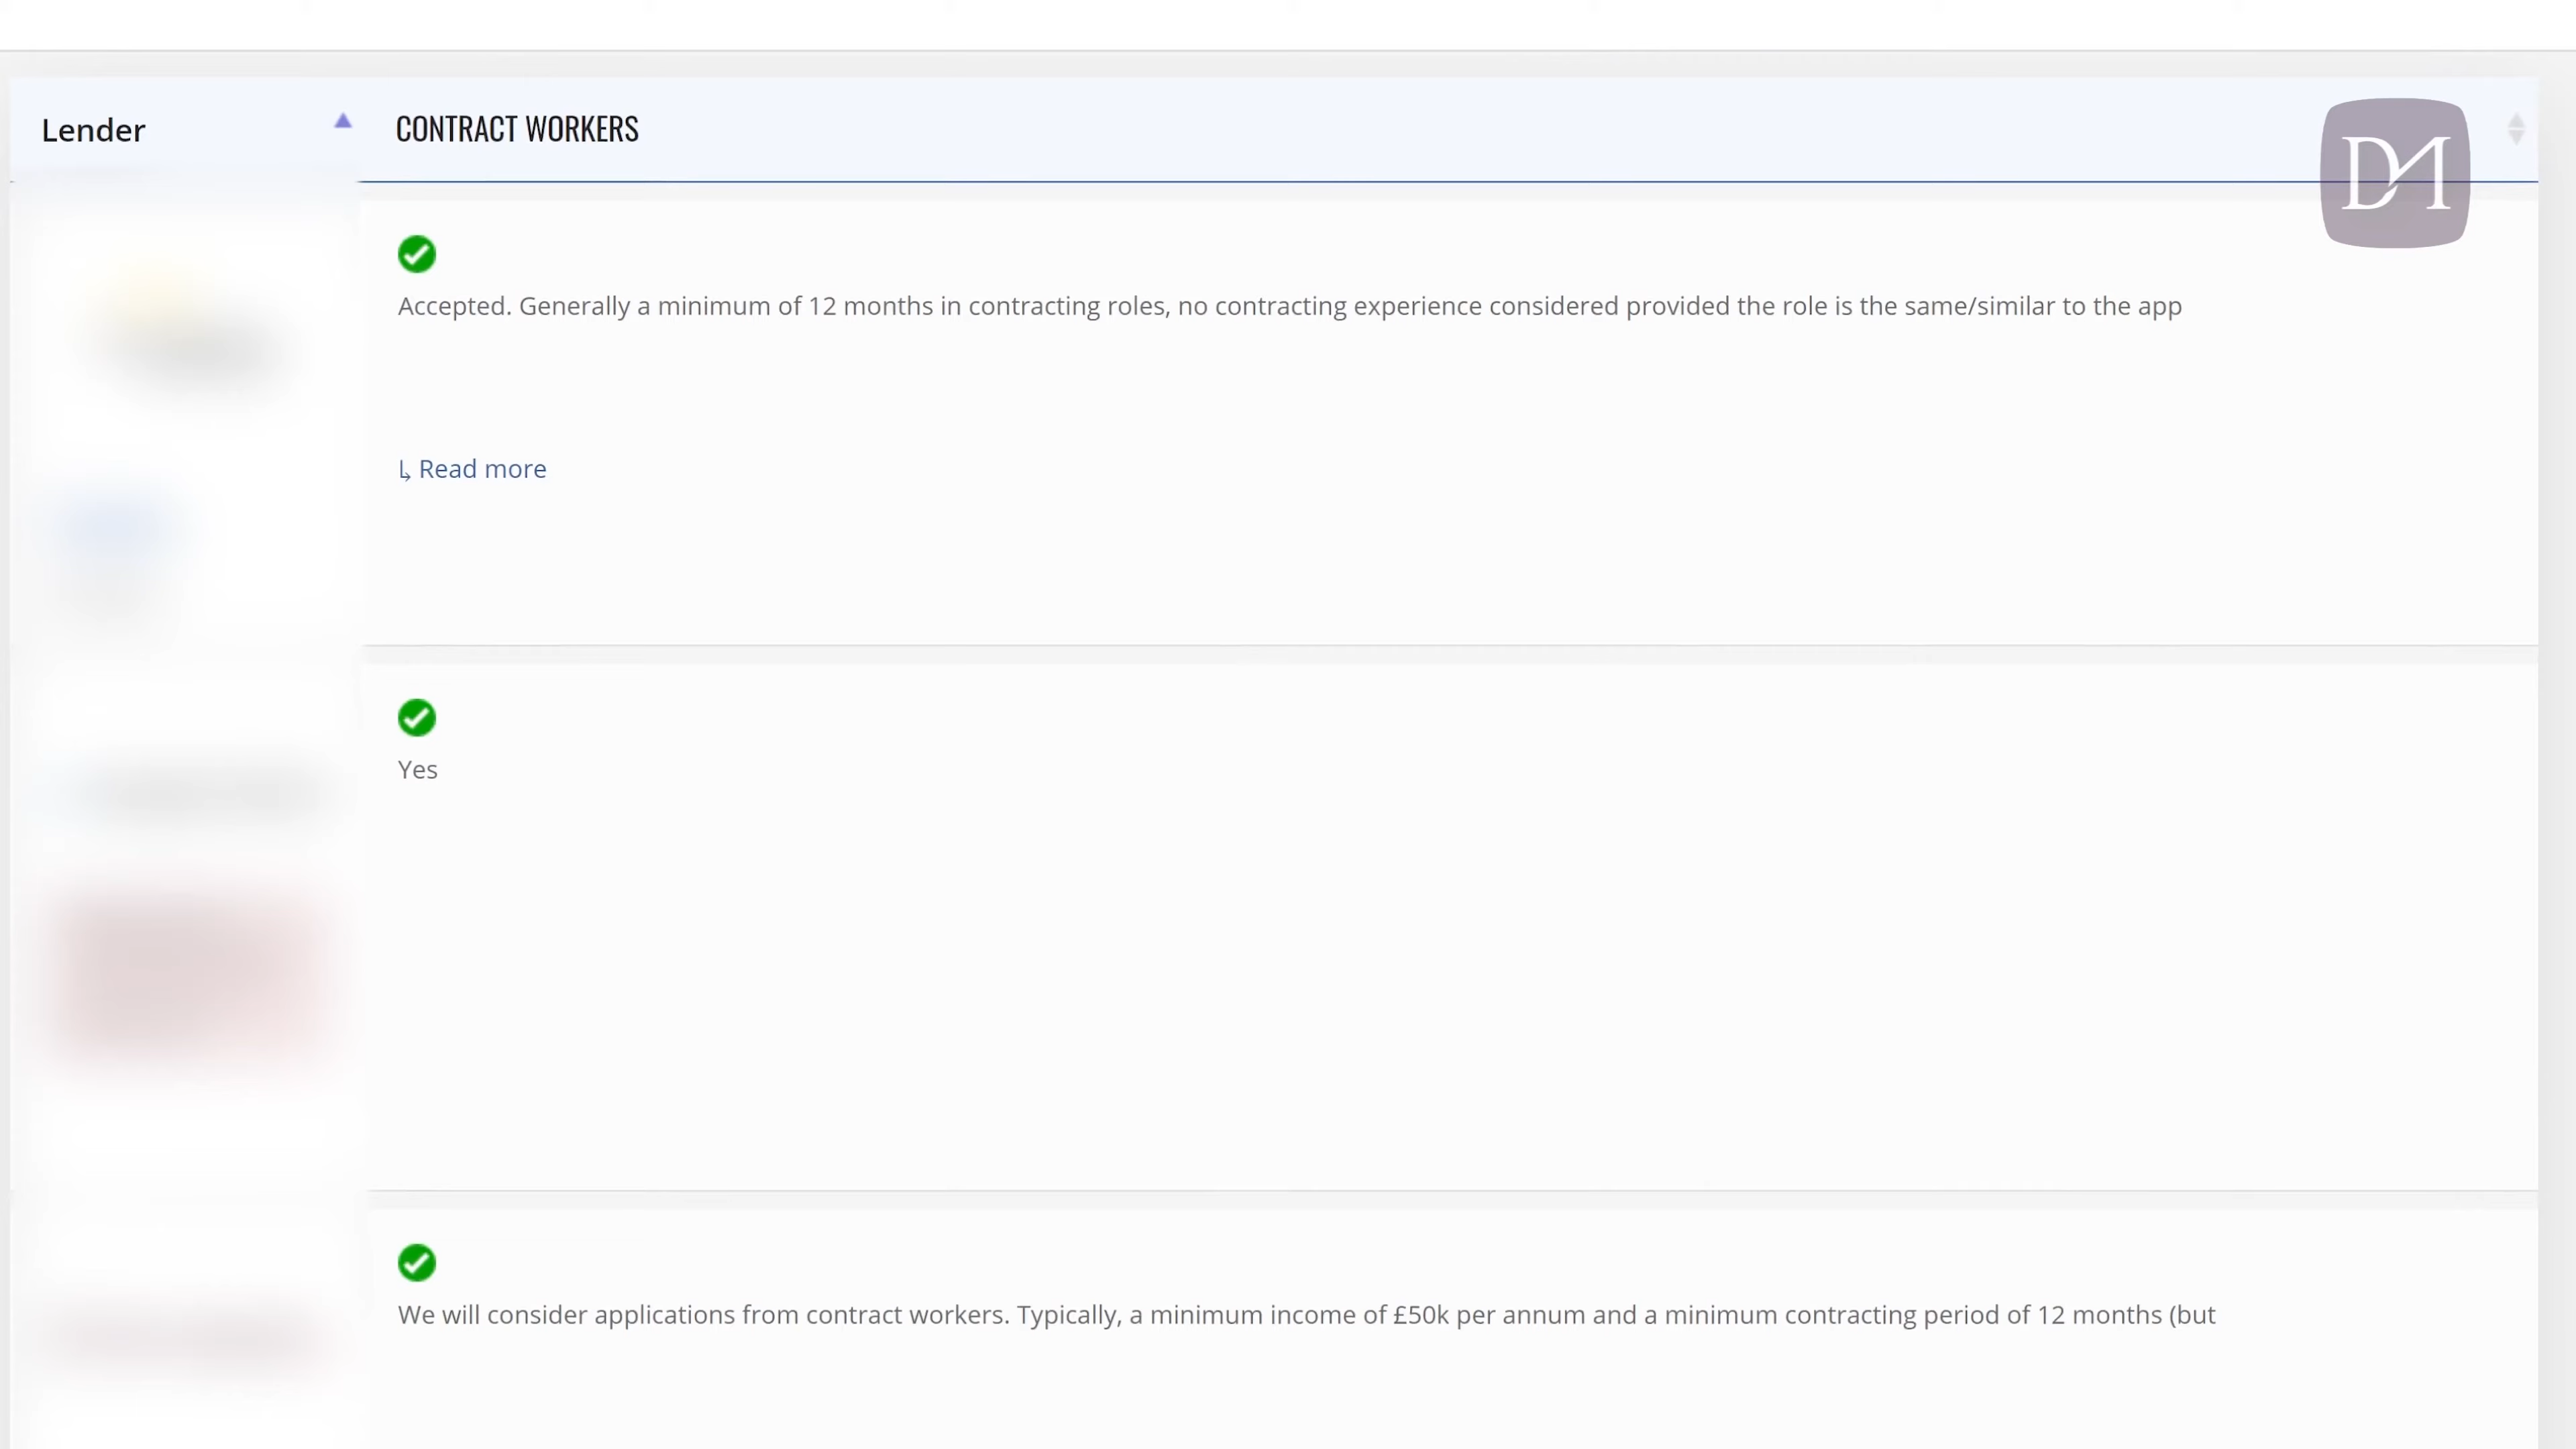 Lender
CONTRACT WORKERS
DM
Accepted. Generally a minimum of 12 months in contracting roles, no contracting experience considered provided the role is the same/similar to the app
Read more
Yes
We will consider applications from contract workers. Typically, a minimum income of £50k per annum and a minimum contracting period of 12 months (but